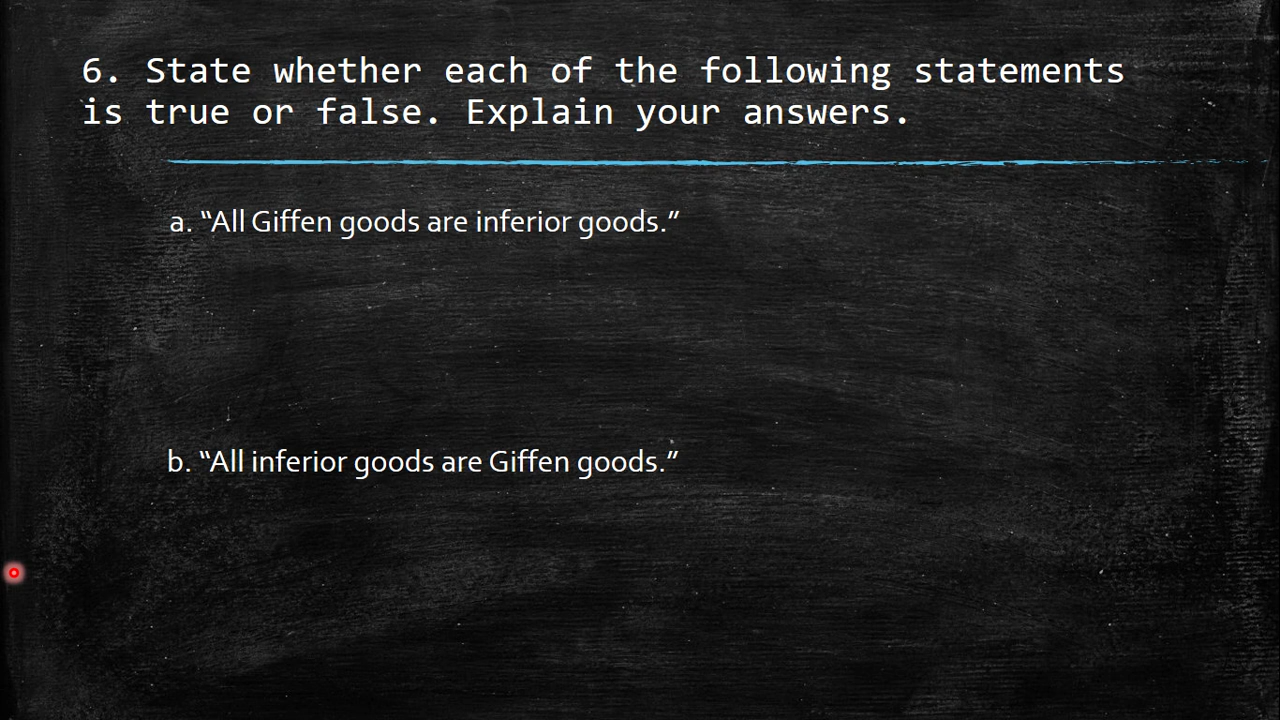 6. State whether each of the following statements
is true or false. Explain your answers.
a. “All Giffen goods are inferior goods.”
b. “All inferior goods are Giffen goods.”